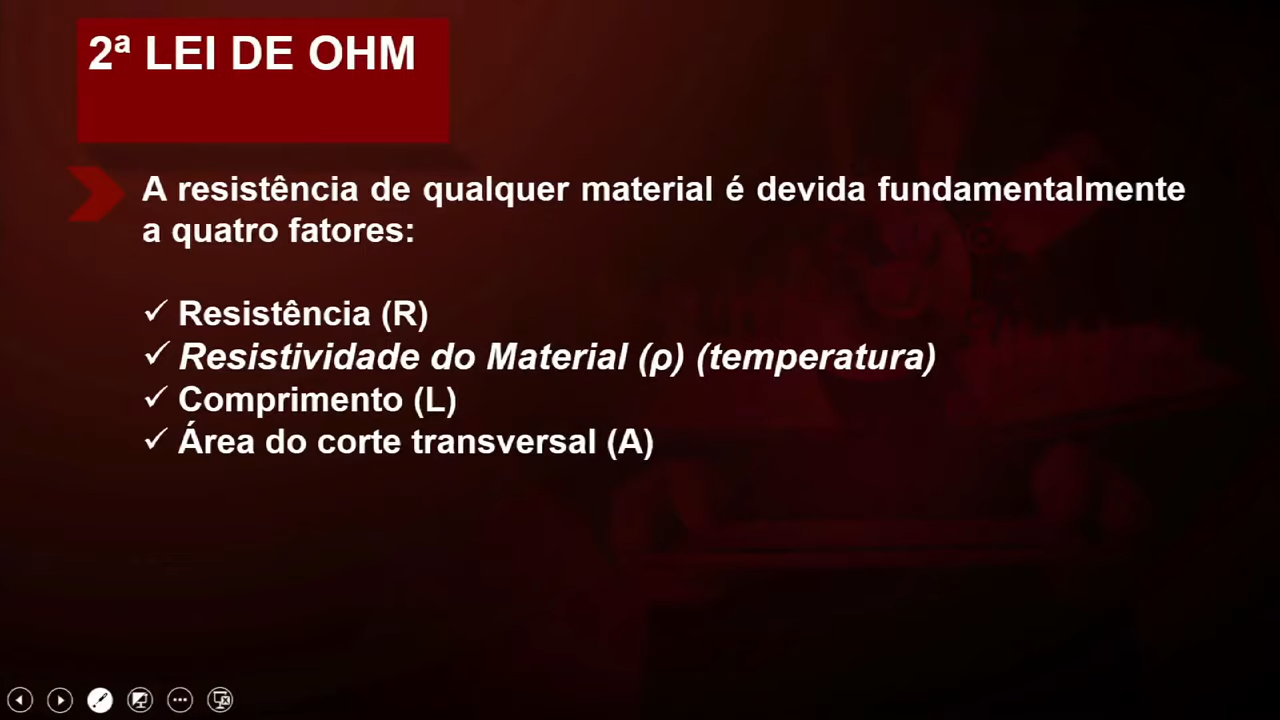 2ª LEI DE OHM
A resistência de qualquer material é devida fundamentalmente
a quatro fatores:
✓ Resistência (R)
✓ Resistividade do Material (ρ) (temperatura)
✓ Comprimento (L)
✓ Área do corte transversal (A)